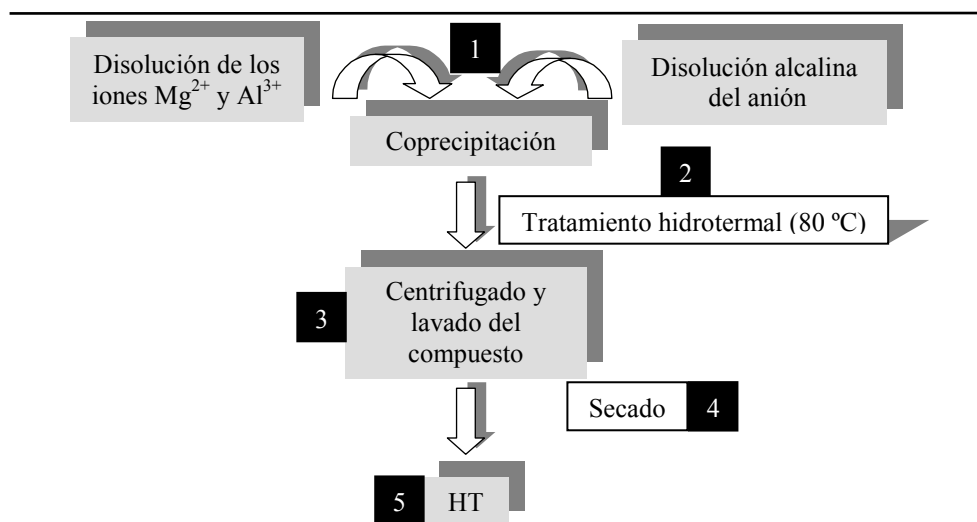 1
Disolución de los
iones Mg²⁺ y Al³⁺
Disolución alcalina
del anión
Coprecipitación
2
Tratamiento hidrotermal (80 ºC)
3
Centrifugado y
lavado del
compuesto
Secado
4
5
HT